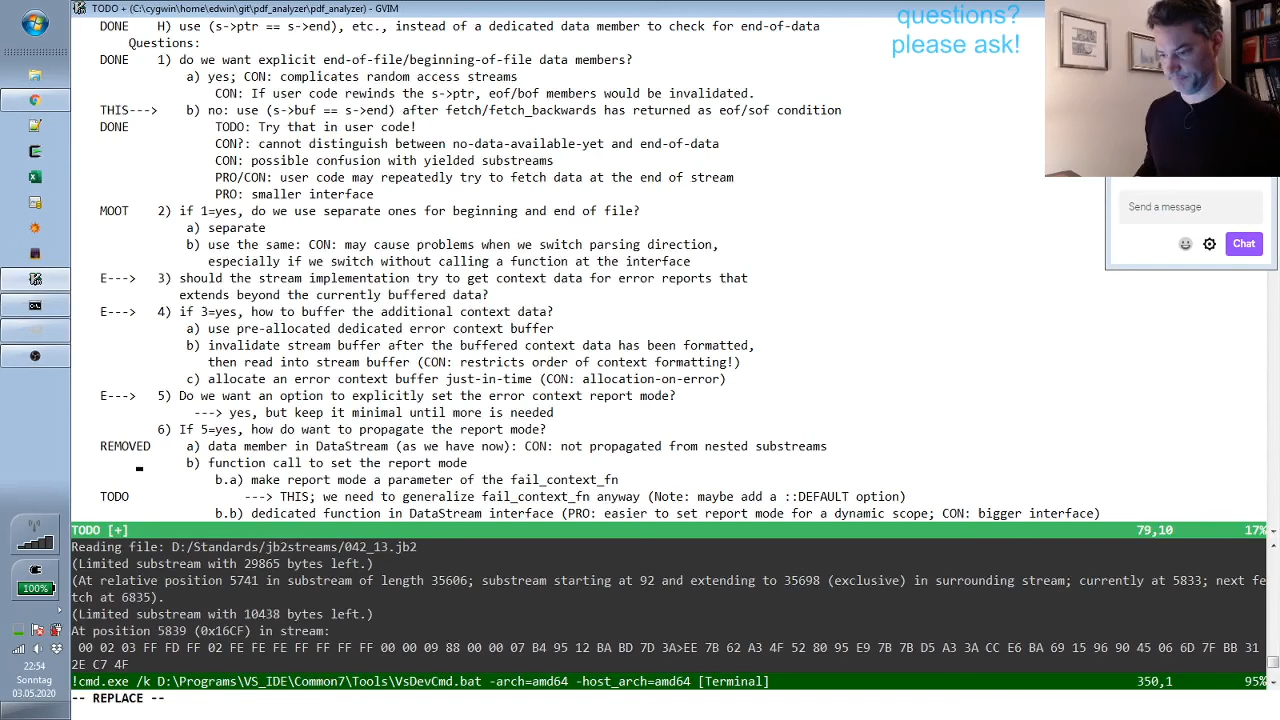 TODO + (C:\cygwin\home\edwin\git\pdf_analyzer\pdf_analyzer) - GVIM
questions?
please ask!
DONE H) use (s->ptr == s->end), etc., instead of a dedicated data member to check for end-of-data
Questions:
DONE 1) do we want explicit end-of-file/beginning-of-file data members?
a) yes; CON: complicates random access streams
CON: If user code rewinds the s->ptr, eof/bof members would be invalidated.
THIS---> b) no: use (s->buf == s->end) after fetch/fetch_backwards has returned as eof/sof condition
DONE TODO: Try that in user code!
CON?: cannot distinguish between no-data-available-yet and end-of-data
CON: possible confusion with yielded substreams
PRO/CON: user code may repeatedly try to fetch data at the end of stream
PRO: smaller interface
MOOT 2) if 1=yes, do we use separate ones for beginning and end of file?
a) separate
b) use the same: CON: may cause problems when we switch parsing direction,
especially if we switch without calling a function at the interface
E---> 3) should the stream implementation try to get context data for error reports that
extends beyond the currently buffered data?
E---> 4) if 3=yes, how to buffer the additional context data?
a) use pre-allocated dedicated error context buffer
b) invalidate stream buffer after the buffered context data has been formatted,
then read into stream buffer (CON: restricts order of context formatting!)
c) allocate an error context buffer just-in-time (CON: allocation-on-error)
E---> 5) Do we want an option to explicitly set the error context report mode?
---> yes, but keep it minimal until more is needed
6) If 5=yes, how do want to propagate the report mode?
REMOVED a) data member in DataStream (as we have now): CON: not propagated from nested substreams
b) function call to set the report mode
b.a) make report mode a parameter of the fail_context_fn
TODO ---> THIS; we need to generalize fail_context_fn anyway (Note: maybe add a ::DEFAULT option)
b.b) dedicated function in DataStream interface (PRO: easier to set report mode for a dynamic scope; CON: bigger interface)
TODO [+] 79,10 17%
Reading file: D:/Standards/jb2streams/042_13.jb2
(Limited substream with 29865 bytes left.)
(At relative position 5741 in substream of length 35606; substream starting at 92 and extending to 35698 (exclusive) in surrounding stream; currently at 5833; next fe
tch at 6835).
(Limited substream with 10438 bytes left.)
At position 5839 (0x16CF) in stream:
00 02 03 FF FD FF 02 FE FE FE FF FF FF FF 00 00 09 88 00 00 07 B4 95 12 BA BD 7D 3A>EE 7B 62 A3 4F 52 80 95 E9 7B 7B D5 A3 3A CC E6 BA 69 15 96 90 45 06 6D 7F BB 31
2E C7 4F
!cmd.exe /k D:\Programs\VS_IDE\Common7\Tools\VsDevCmd.bat -arch=amd64 -host_arch=amd64 [Terminal] 350,1 95%
-- REPLACE --
Send a message
Chat
100%
22:54
Sonntag
03.05.2020